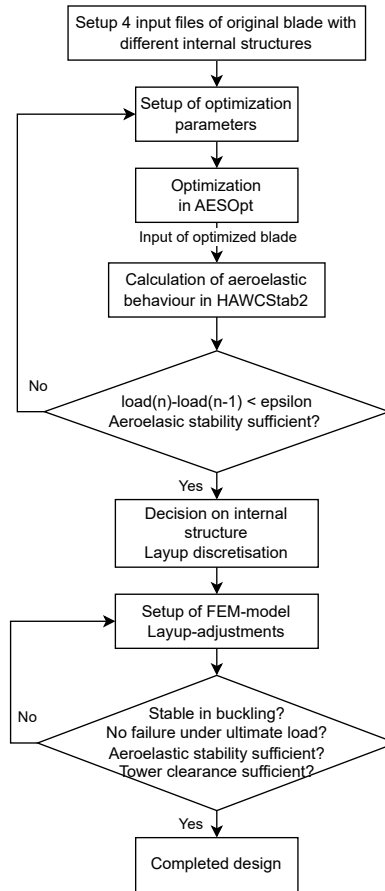 Setup 4 input files of original blade with
different internal structures
Setup of optimization
parameters
Optimization
in AESOpt
Input of optimized blade
Calculation of aeroelastic
behaviour in HAWCStab2
No
load(n)-load(n-1) < epsilon
Aeroelasic stability sufficient?
Yes
Decision on internal
structure
Layup discretisation
Setup of FEM-model
Layup-adjustments
No
Stable in buckling?
No failure under ultimate load?
Aeroelastic stability sufficient?
Tower clearance sufficient?
Yes
Completed design